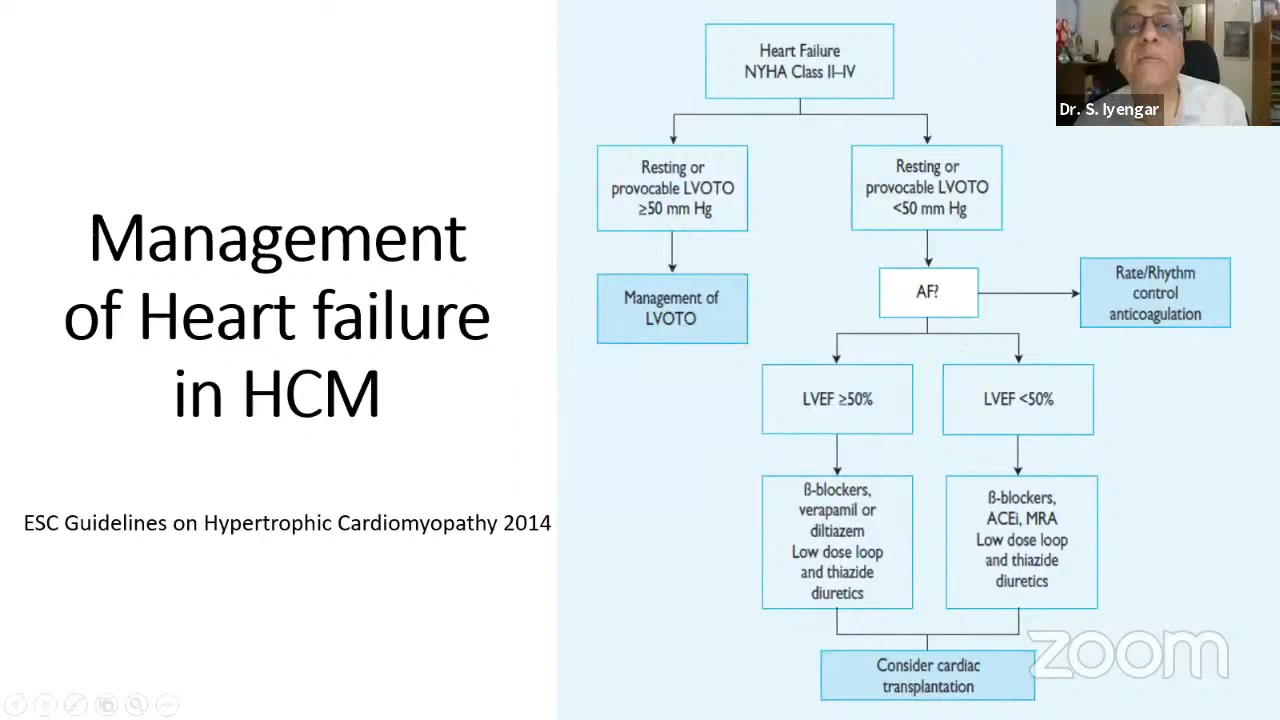 Management
of Heart failure
in HCM
ESC Guidelines on Hypertrophic Cardiomyopathy 2014
Heart Failure
NYHA Class II–IV
Resting or
provocable LVOTO
≥50 mm Hg
Resting or
provocable LVOTO
<50 mm Hg
Management of
LVOTO
AF?
Rate/Rhythm
control
anticoagulation
LVEF ≥50%
LVEF <50%
ß-blockers,
verapamil or
diltiazem
Low dose loop
and thiazide
diuretics
ß-blockers,
ACEi, MRA
Low dose loop
and thiazide
diuretics
Consider cardiac
transplantation
Dr. S. Iyengar
zoom